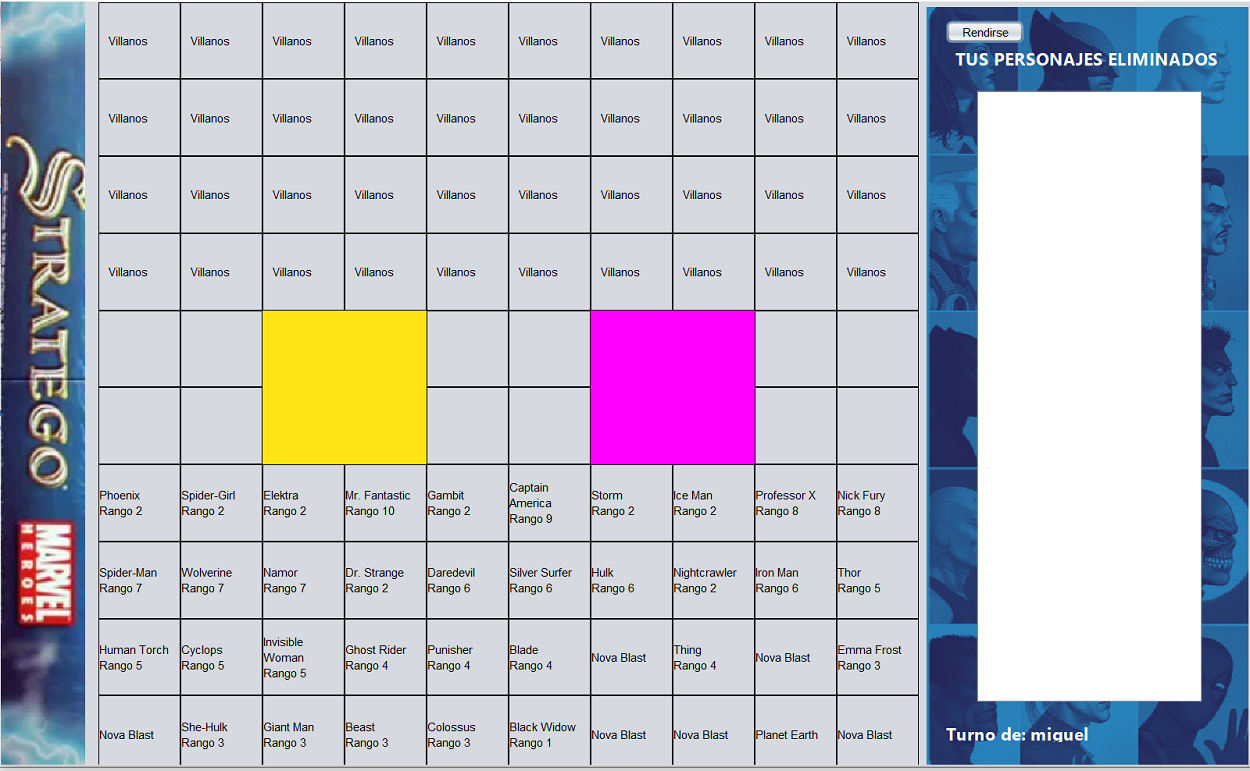 STRATEGO
MARVEL
HEROES
Villanos Villanos Villanos Villanos Villanos Villanos Villanos Villanos Villanos Villanos
Villanos Villanos Villanos Villanos Villanos Villanos Villanos Villanos Villanos Villanos
Villanos Villanos Villanos Villanos Villanos Villanos Villanos Villanos Villanos Villanos
Villanos Villanos Villanos Villanos Villanos Villanos Villanos Villanos Villanos Villanos
Phoenix
Rango 2
Spider-Girl
Rango 2
Elektra
Rango 2
Mr. Fantastic
Rango 10
Gambit
Rango 2
Captain
America
Rango 9
Storm
Rango 2
Ice Man
Rango 2
Professor X
Rango 8
Nick Fury
Rango 8
Spider-Man
Rango 7
Wolverine
Rango 7
Namor
Rango 7
Dr. Strange
Rango 2
Daredevil
Rango 6
Silver Surfer
Rango 6
Hulk
Rango 6
Nightcrawler
Rango 2
Iron Man
Rango 6
Thor
Rango 5
Human Torch
Rango 5
Cyclops
Rango 5
Invisible
Woman
Rango 5
Ghost Rider
Rango 4
Punisher
Rango 4
Blade
Rango 4
Nova Blast
Thing
Rango 4
Nova Blast
Emma Frost
Rango 3
Nova Blast
She-Hulk
Rango 3
Giant Man
Rango 3
Beast
Rango 3
Colossus
Rango 3
Black Widow
Rango 1
Nova Blast
Nova Blast
Planet Earth
Nova Blast
Rendirse
TUS PERSONAJES ELIMINADOS
Turno de: miguel